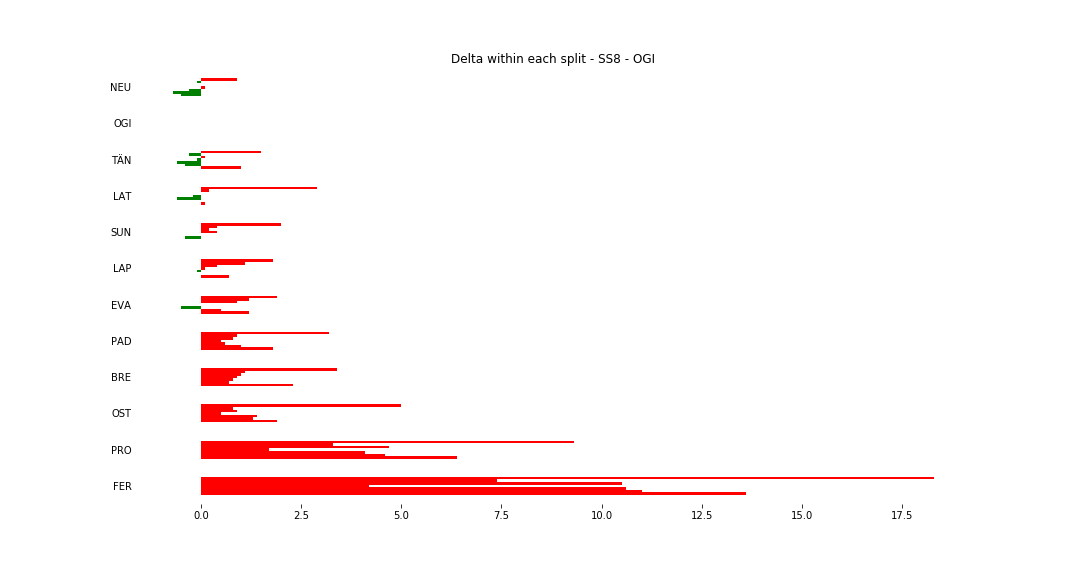 Delta within each split - SS8 - OGI
NEU
OGI
TÄN
LAT
SUN
LAP
EVA
PAD
BRE
OST
PRO
FER
0.0 2.5 5.0 7.5 10.0 12.5 15.0 17.5